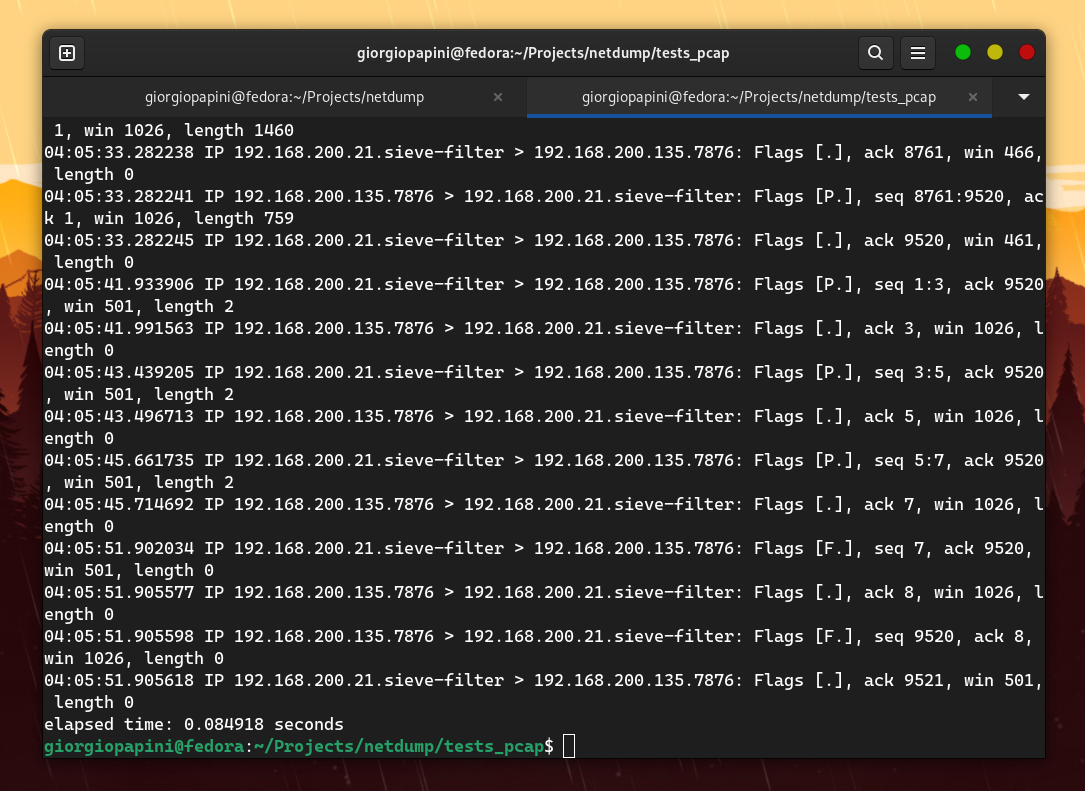 giorgiopapini@fedora:~/Projects/netdump/tests_pcap
giorgiopapini@fedora:~/Projects/netdump ×
giorgiopapini@fedora:~/Projects/netdump/tests_pcap ×
 1, win 1026, length 1460
04:05:33.282238 IP 192.168.200.21.sieve-filter > 192.168.200.135.7876: Flags [.], ack 8761, win 466,
 length 0
04:05:33.282241 IP 192.168.200.135.7876 > 192.168.200.21.sieve-filter: Flags [P.], seq 8761:9520, ac
k 1, win 1026, length 759
04:05:33.282245 IP 192.168.200.21.sieve-filter > 192.168.200.135.7876: Flags [.], ack 9520, win 461,
 length 0
04:05:41.933906 IP 192.168.200.21.sieve-filter > 192.168.200.135.7876: Flags [P.], seq 1:3, ack 9520
, win 501, length 2
04:05:41.991563 IP 192.168.200.135.7876 > 192.168.200.21.sieve-filter: Flags [.], ack 3, win 1026, l
ength 0
04:05:43.439205 IP 192.168.200.21.sieve-filter > 192.168.200.135.7876: Flags [P.], seq 3:5, ack 9520
, win 501, length 2
04:05:43.496713 IP 192.168.200.135.7876 > 192.168.200.21.sieve-filter: Flags [.], ack 5, win 1026, l
ength 0
04:05:45.661735 IP 192.168.200.21.sieve-filter > 192.168.200.135.7876: Flags [P.], seq 5:7, ack 9520
, win 501, length 2
04:05:45.714692 IP 192.168.200.135.7876 > 192.168.200.21.sieve-filter: Flags [.], ack 7, win 1026, l
ength 0
04:05:51.902034 IP 192.168.200.21.sieve-filter > 192.168.200.135.7876: Flags [F.], seq 7, ack 9520,
win 501, length 0
04:05:51.905577 IP 192.168.200.135.7876 > 192.168.200.21.sieve-filter: Flags [.], ack 8, win 1026, l
ength 0
04:05:51.905598 IP 192.168.200.135.7876 > 192.168.200.21.sieve-filter: Flags [F.], seq 9520, ack 8,
win 1026, length 0
04:05:51.905618 IP 192.168.200.21.sieve-filter > 192.168.200.135.7876: Flags [.], ack 9521, win 501,
 length 0
elapsed time: 0.084918 seconds
giorgiopapini@fedora:~/Projects/netdump/tests_pcap$